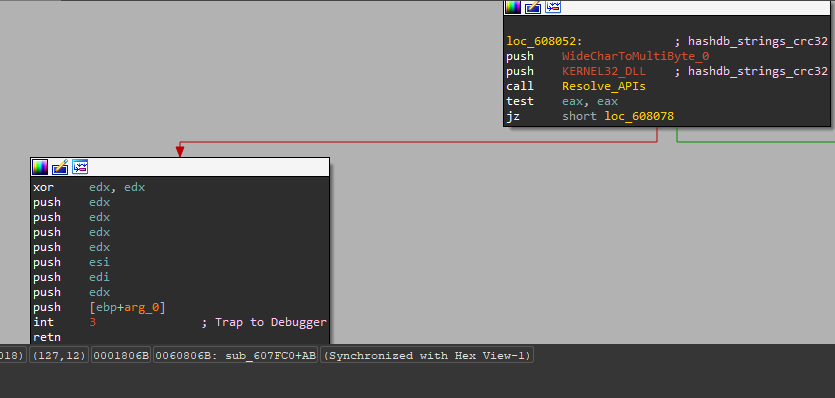 loc_608052: ; hashdb_strings_crc32
push WideCharToMultiByte_0
push KERNEL32_DLL ; hashdb_strings_crc32
call Resolve_APIs
test eax, eax
jz short loc_608078
xor edx, edx
push edx
push edx
push edx
push edx
push esi
push edi
push edx
push [ebp+arg_0]
int 3 ; Trap to Debugger
retn
018) (127,12) 0001806B 0060806B: sub_607FC0+AB (Synchronized with Hex View-1)